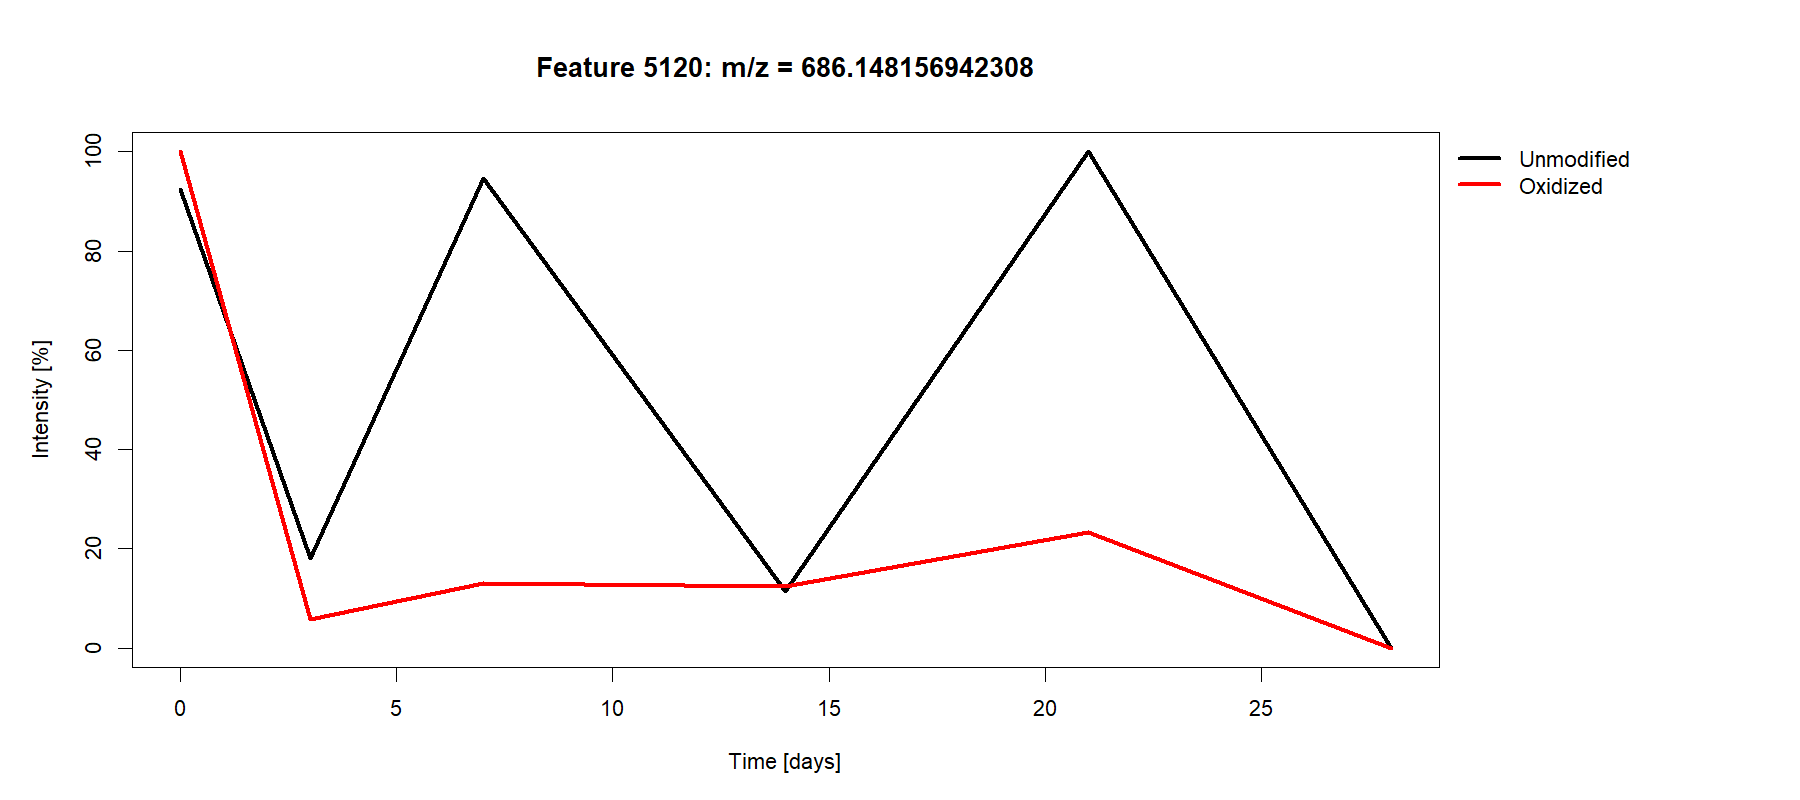 Feature 5120: m/z = 686.148156942308
Unmodified
Oxidized
Intensity [%]
100
80
60
40
20
0
0 5 10 15 20 25
Time [days]